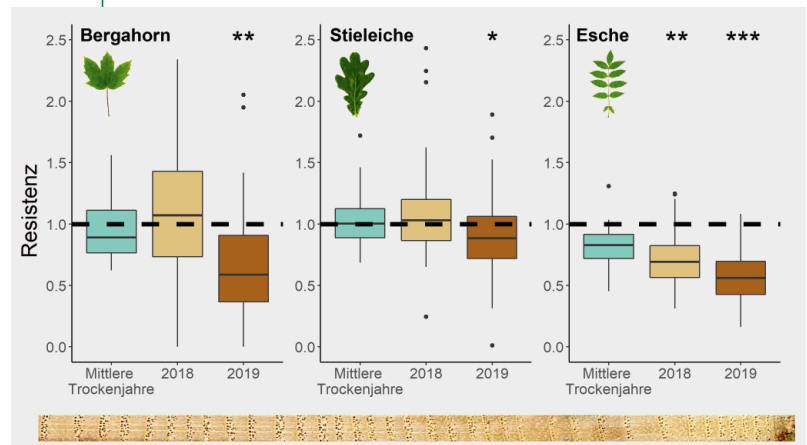 Bergahorn
**
Stieleiche
*
Esche
**
***
Resistenz
2.5
2.0
1.5
1.0
0.5
0.0
Mittlere
Trockenjahre
2018
2019
2.5
2.0
1.5
1.0
0.5
0.0
Mittlere
Trockenjahre
2018
2019
2.5
2.0
1.5
1.0
0.5
0.0
Mittlere
Trockenjahre
2018
2019